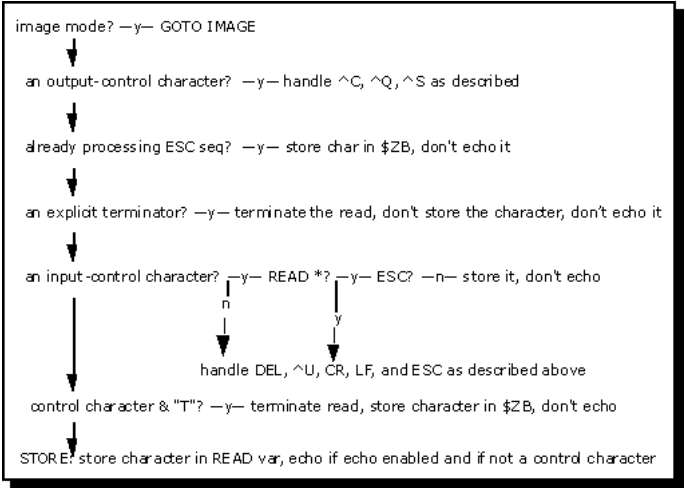 image mode? —y— GOTO IMAGE
an output-control character? —y— handle ^C, ^Q, ^S as described
already processing ESC seq? —y— store char in $ZB, don't echo it
an explicit terminator? —y— terminate the read, don't store the character, don't echo it
an input-control character? —y— READ *? —y— ESC? —n— store it, don't echo
n
y
handle DEL, ^U, CR, LF, and ESC as described above
control character & "T"? —y— terminate read, store character in $ZB, don't echo
STORE: store character in READ var, echo if echo enabled and if not a control character